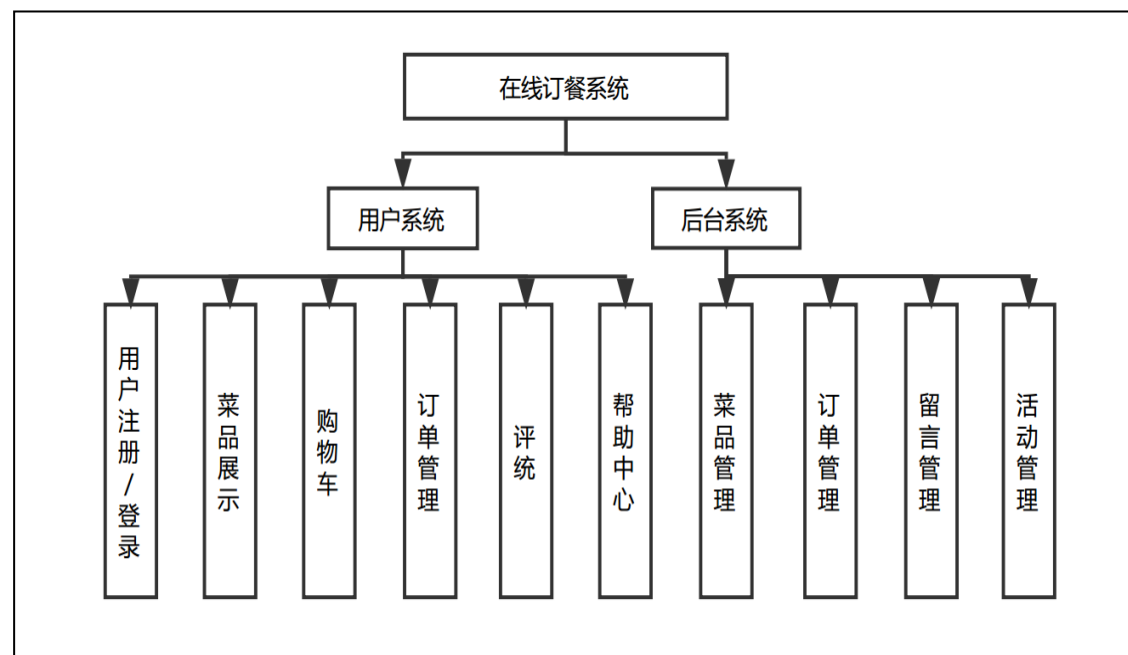 在线订餐系统
用户系统
后台系统
用户注册/登录
菜品展示
购物车
订单管理
评统
帮助中心
菜品管理
订单管理
留言管理
活动管理